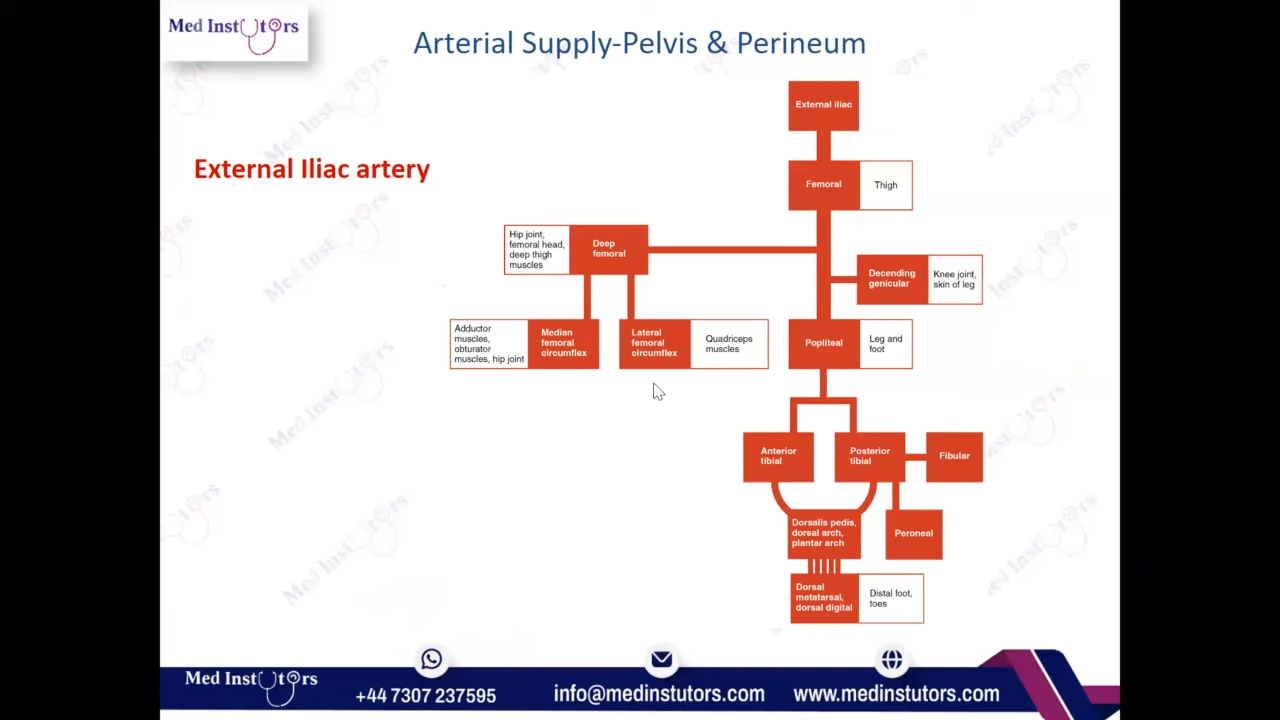 Med Instutors
Arterial Supply-Pelvis & Perineum
External Iliac artery
External iliac
Femoral
Thigh
Hip joint,
femoral head,
deep thigh
muscles
Deep
femoral
Decending
genicular
Knee joint,
skin of leg
Adductor
muscles,
obturator
muscles, hip joint
Median
femoral
circumflex
Lateral
femoral
circumflex
Quadriceps
muscles
Popliteal
Leg and
foot
Anterior
tibial
Posterior
tibial
Fibular
Dorsalis pedis,
dorsal arch,
plantar arch
Peroneal
Dorsal
metatarsal,
dorsal digital
Distal foot,
toes
Med Instutors
+44 7307 237595
info@medinstutors.com
www.medinstutors.com